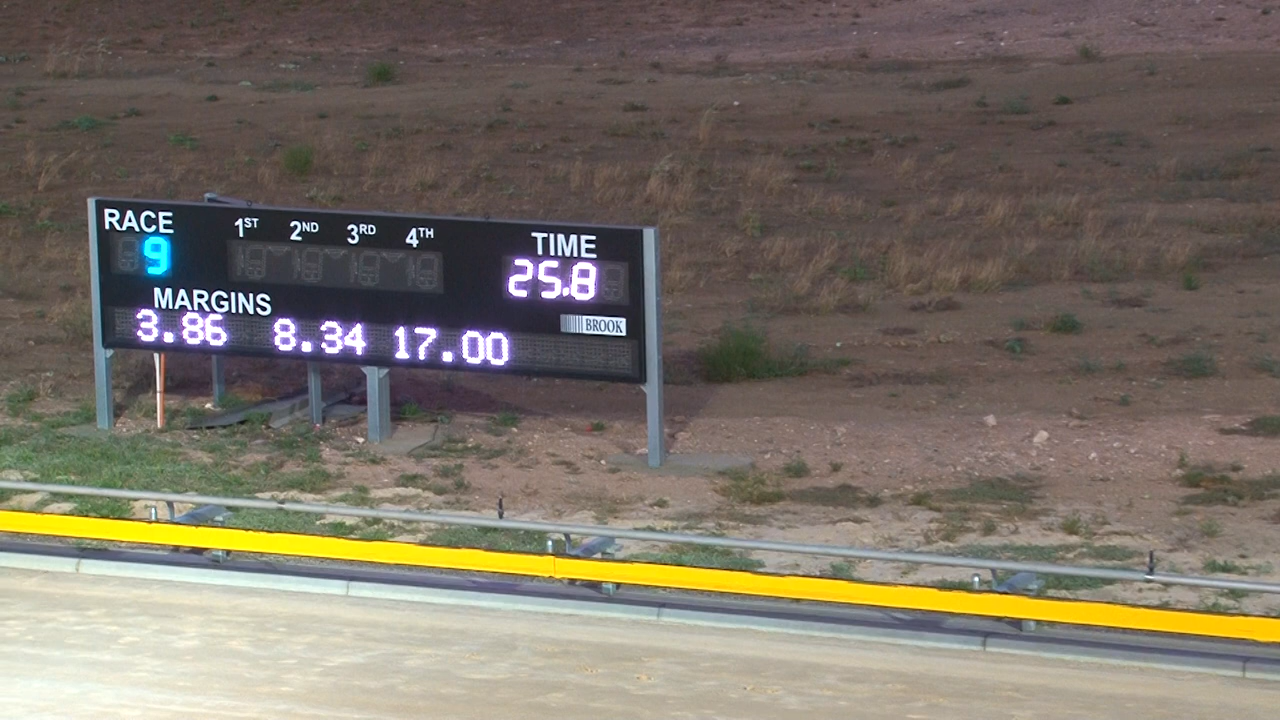 RACE 1ST 2ND 3RD 4TH TIME
9 25.8
MARGINS
BROOK
3.86 8.34 17.00